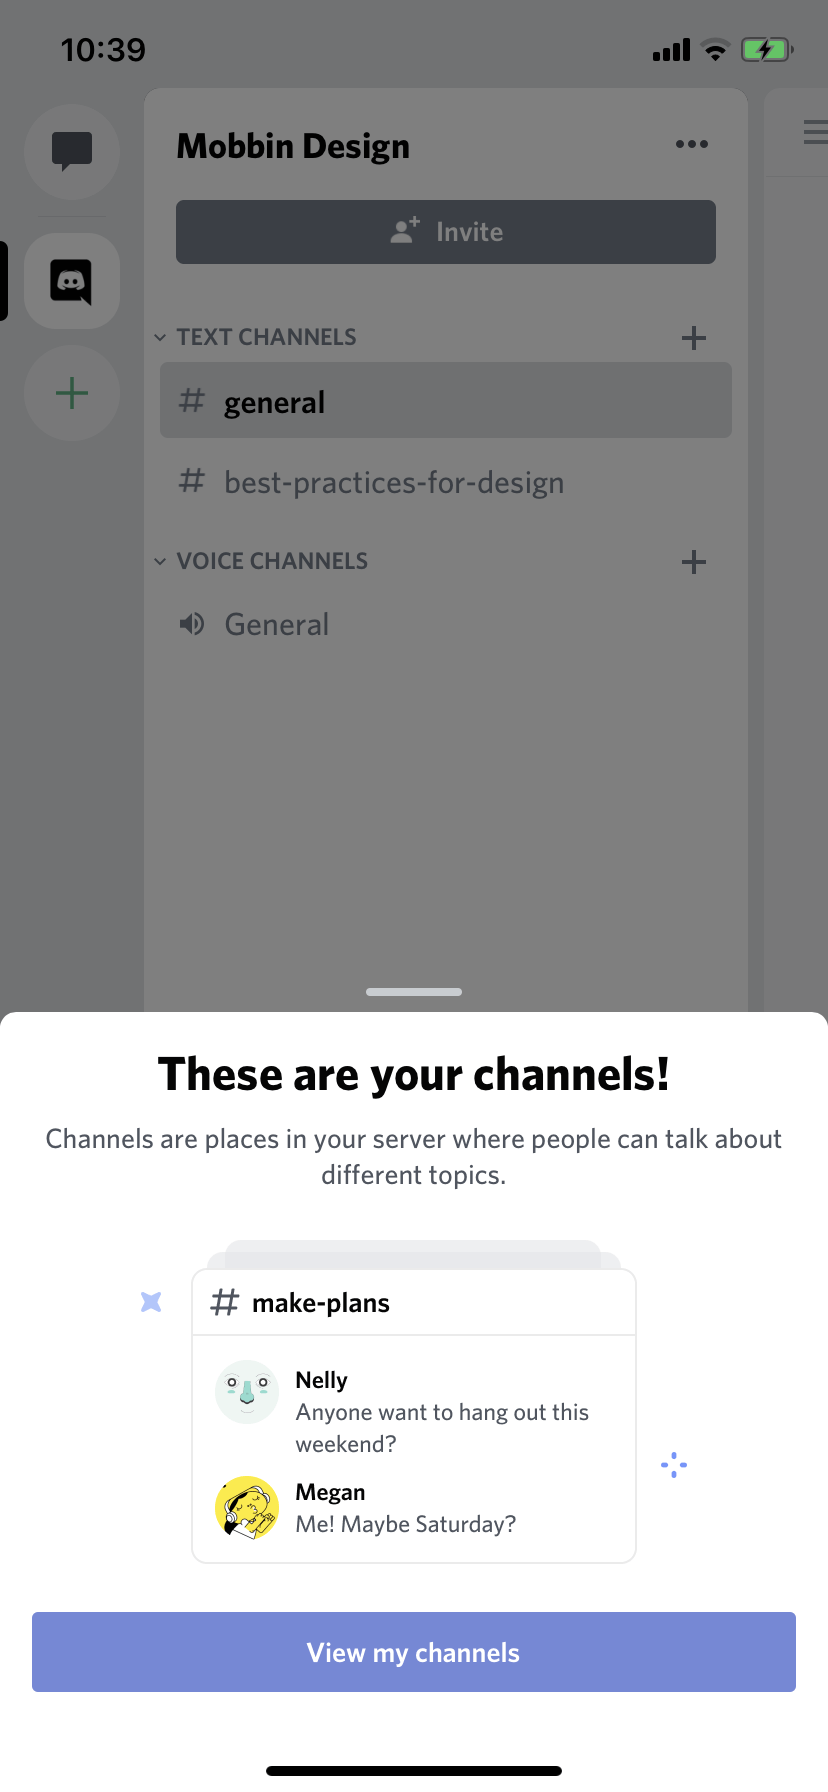 10:39
Mobbin Design
Invite
TEXT CHANNELS
# general
# best-practices-for-design
VOICE CHANNELS
General
These are your channels!
Channels are places in your server where people can talk about
different topics.
# make-plans
Nelly
Anyone want to hang out this
weekend?
Megan
Me! Maybe Saturday?
View my channels